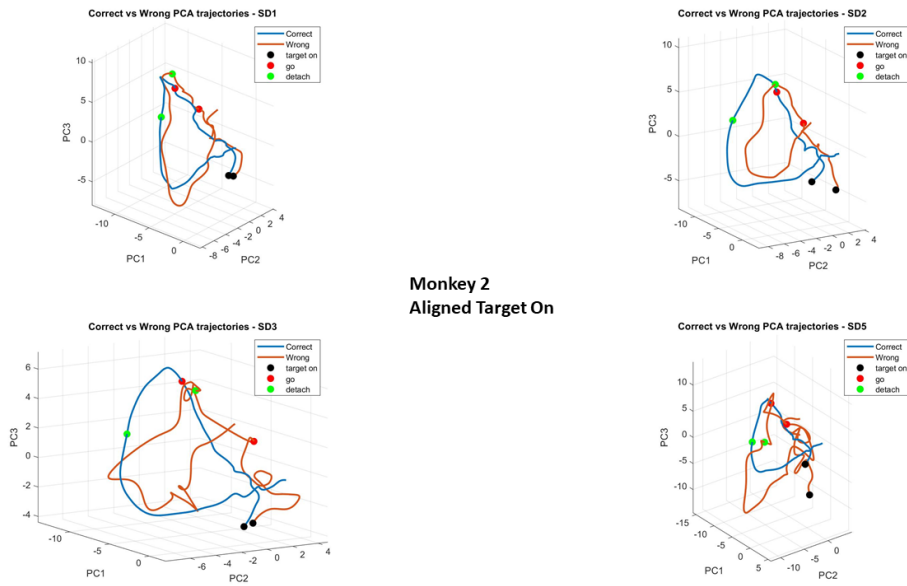 Correct vs Wrong PCA trajectories - SD1
Correct
Wrong
target on
go
detach
10
5
0
-5
PC3
-10
-5
0
PC1
-8 -6 -4 -2 0 2 4
PC2
Correct vs Wrong PCA trajectories - SD2
Correct
Wrong
target on
go
detach
10
5
0
-5
PC3
-10
-5
0
PC1
-8 -6 -4 -2 0 2 4
PC2
Monkey 2
Aligned Target On
Correct vs Wrong PCA trajectories - SD3
Correct
Wrong
target on
go
detach
6
4
2
0
-2
-4
PC3
-10
-5
0
PC1
-6 -4 -2 0 2 4
PC2
Correct vs Wrong PCA trajectories - SD5
Correct
Wrong
target on
go
detach
10
5
0
-5
-10
PC3
-15
-10
-5
0
5
PC1
-10 -5 0
PC2